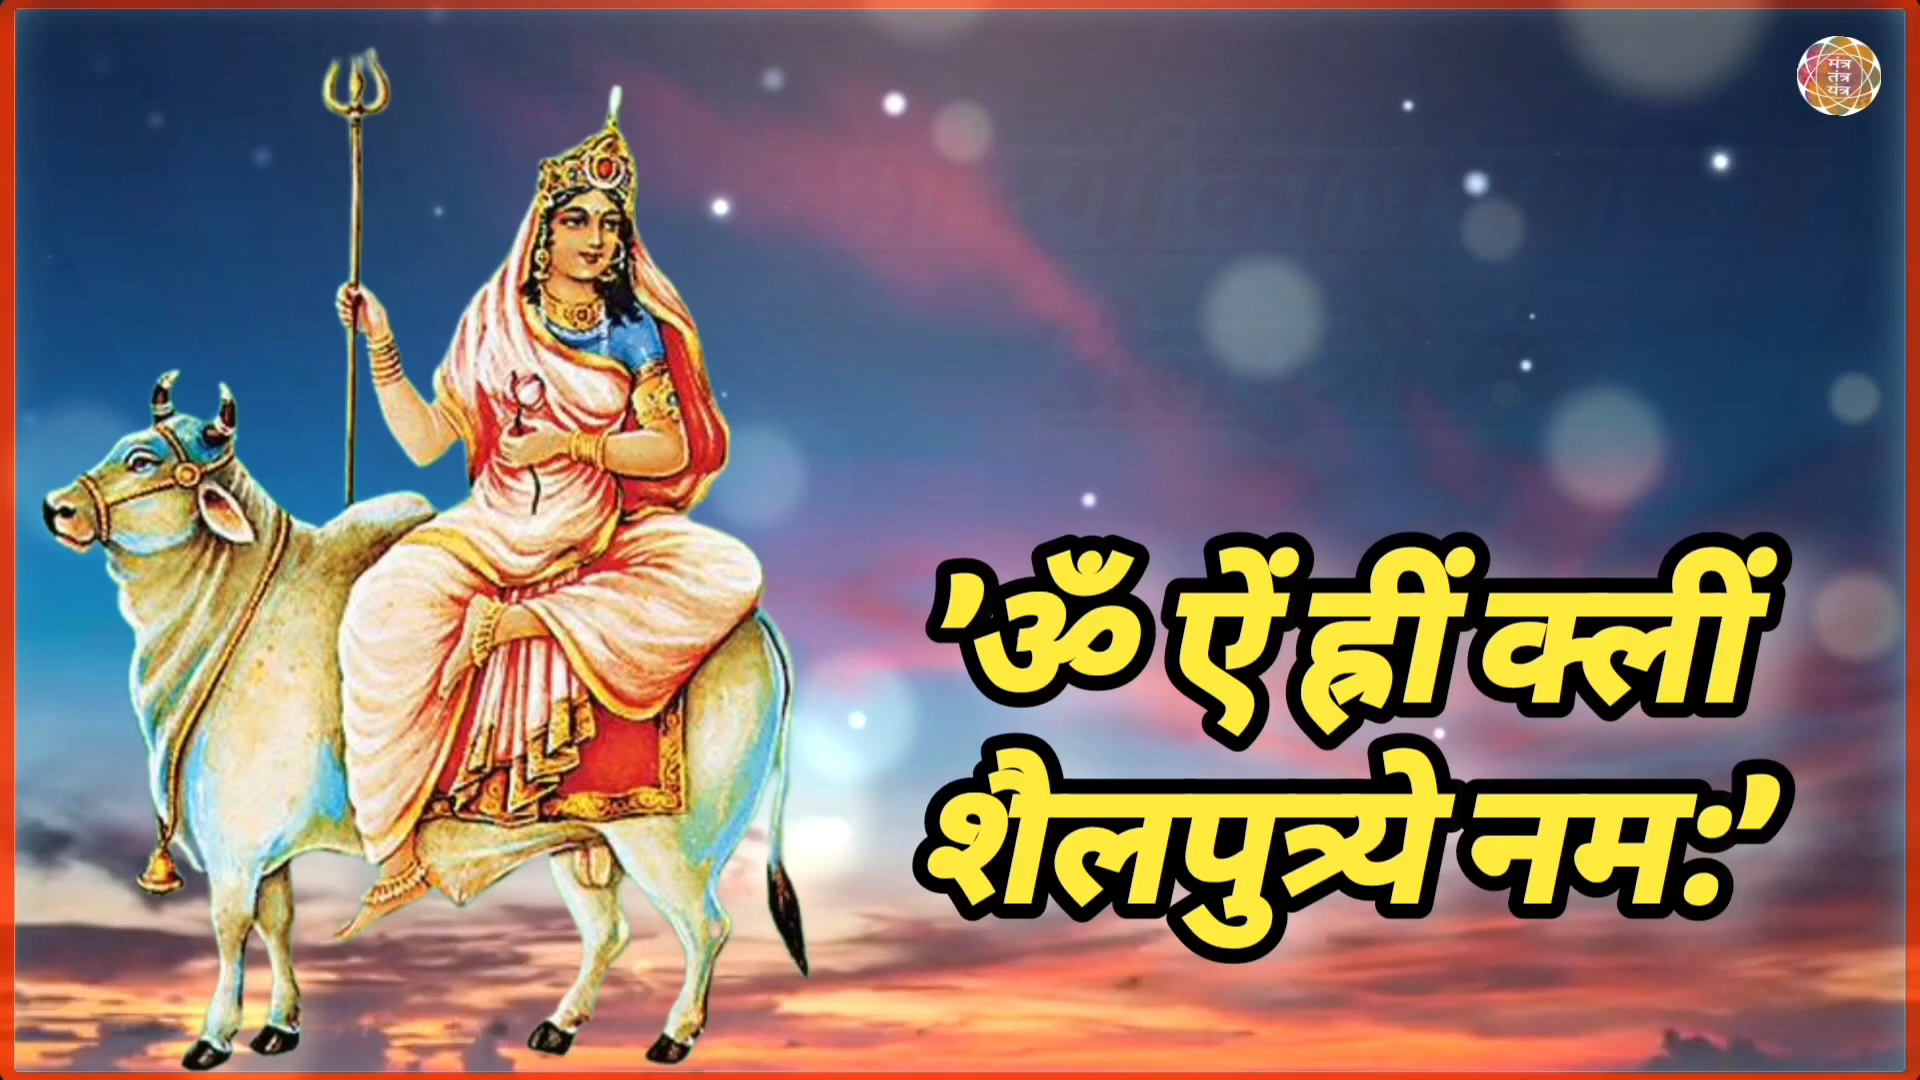 मंत्र
तंत्र
यंत्र
'ॐ ऐं ह्रीं क्लीं
शैलपुत्र्ये नम:'